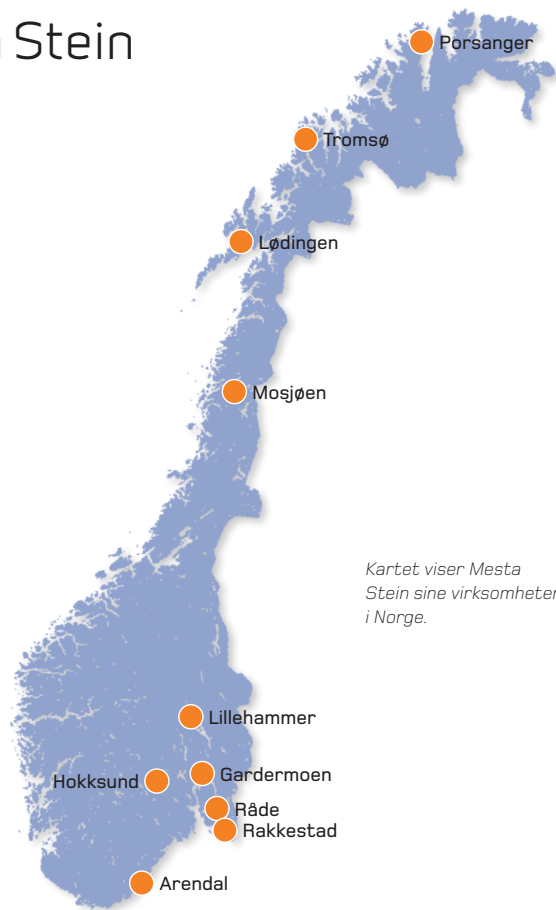 Stein
Porsanger
Tromsø
Lødingen
Mosjøen
Kartet viser Mesta
Stein sine virksomheter
i Norge.
Lillehammer
Gardermoen
Hokksund
Råde
Rakkestad
Arendal